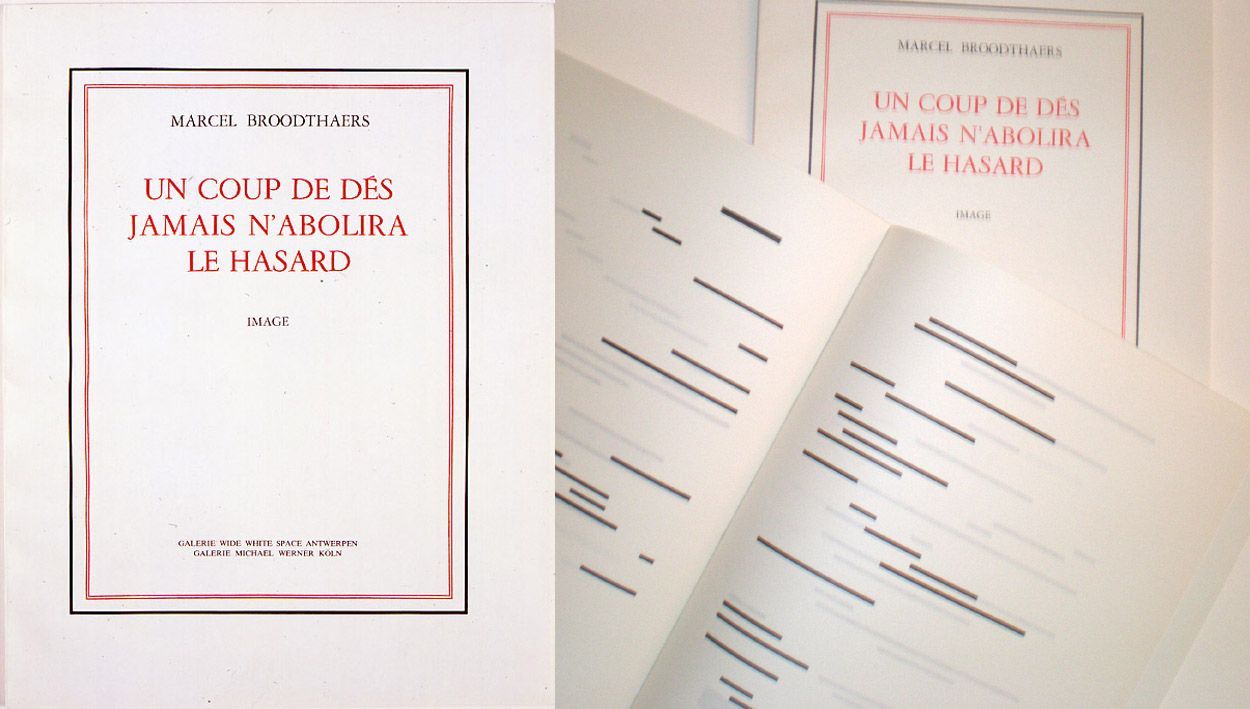 MARCEL BROODTHAERS
UN COUP DE DÉS
JAMAIS N'ABOLIRA
LE HASARD
IMAGE
GALERIE WIDE WHITE SPACE ANTWERPEN
GALERIE MICHAEL WERNER KÖLN
MARCEL BROODTHAERS
UN COUP DE DÉS
JAMAIS N'ABOLIRA
LE HASARD
IMAGE